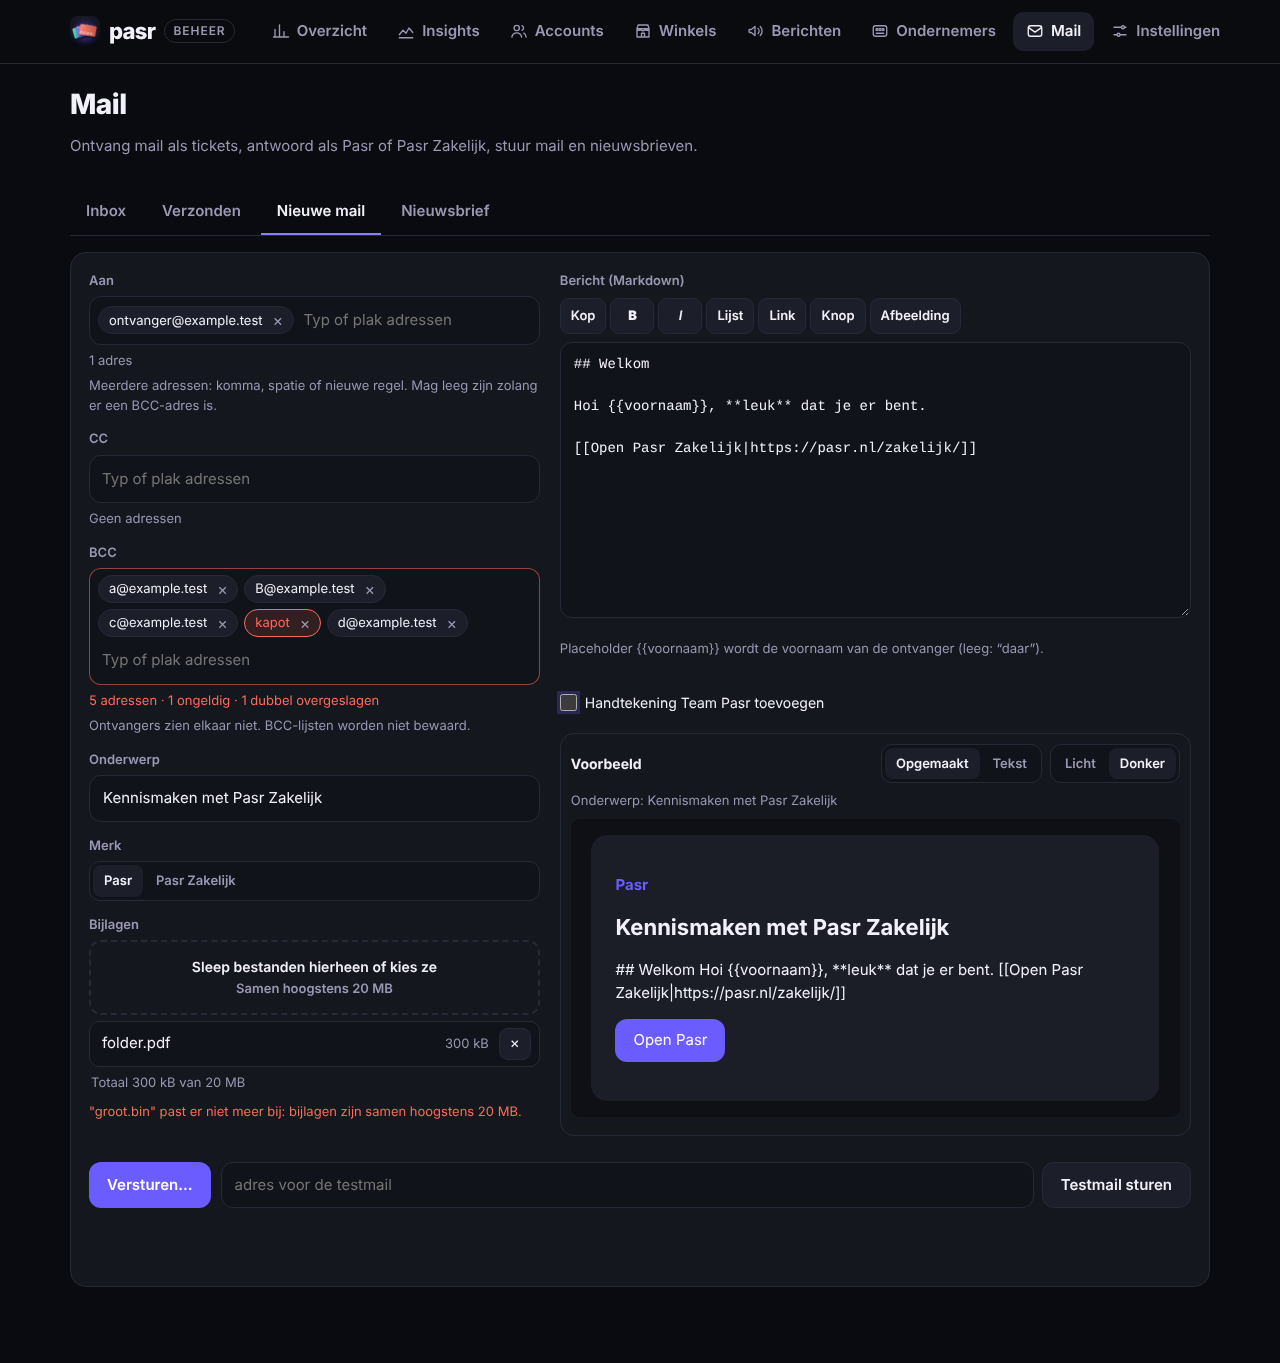 pasr BEHEER Overzicht Insights Accounts Winkels Berichten Ondernemers Mail Instellingen
Mail
Ontvang mail als tickets, antwoord als Pasr of Pasr Zakelijk, stuur mail en nieuwsbrieven.
Inbox Verzonden Nieuwe mail Nieuwsbrief
Aan
ontvanger@example.test × Typ of plak adressen
1 adres
Meerdere adressen: komma, spatie of nieuwe regel. Mag leeg zijn zolang
er een BCC-adres is.
CC
Typ of plak adressen
Geen adressen
BCC
a@example.test × B@example.test ×
c@example.test × kapot × d@example.test ×
Typ of plak adressen
5 adressen · 1 ongeldig · 1 dubbel overgeslagen
Ontvangers zien elkaar niet. BCC-lijsten worden niet bewaard.
Onderwerp
Kennismaken met Pasr Zakelijk
Merk
Pasr Pasr Zakelijk
Bijlagen
Sleep bestanden hierheen of kies ze
Samen hoogstens 20 MB
folder.pdf 300 kB ×
Totaal 300 kB van 20 MB
"groot.bin" past er niet meer bij: bijlagen zijn samen hoogstens 20 MB.
Bericht (Markdown)
Kop B I Lijst Link Knop Afbeelding
## Welkom
Hoi {{voornaam}}, **leuk** dat je er bent.
[[Open Pasr Zakelijk|https://pasr.nl/zakelijk/]]
Placeholder {{voornaam}} wordt de voornaam van de ontvanger (leeg: “daar”).
Handtekening Team Pasr toevoegen
Voorbeeld Opgemaakt Tekst Licht Donker
Onderwerp: Kennismaken met Pasr Zakelijk
Pasr
Kennismaken met Pasr Zakelijk
## Welkom Hoi {{voornaam}}, **leuk** dat je er bent. [[Open Pasr
Zakelijk|https://pasr.nl/zakelijk/]]
Open Pasr
Versturen... adres voor de testmail Testmail sturen